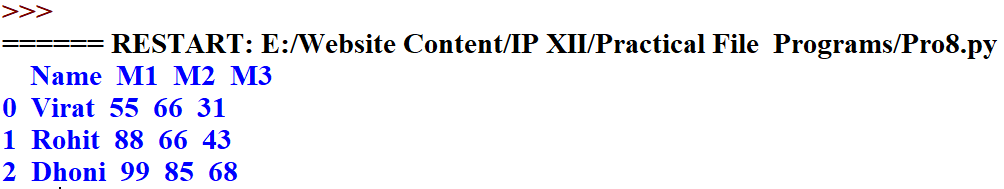 >>>
====== RESTART: E:/Website Content/IP XII/Practical File  Programs/Pro8.py
    Name  M1  M2  M3
0  Virat  55  66  31
1  Rohit  88  66  43
2  Dhoni  99  85  68